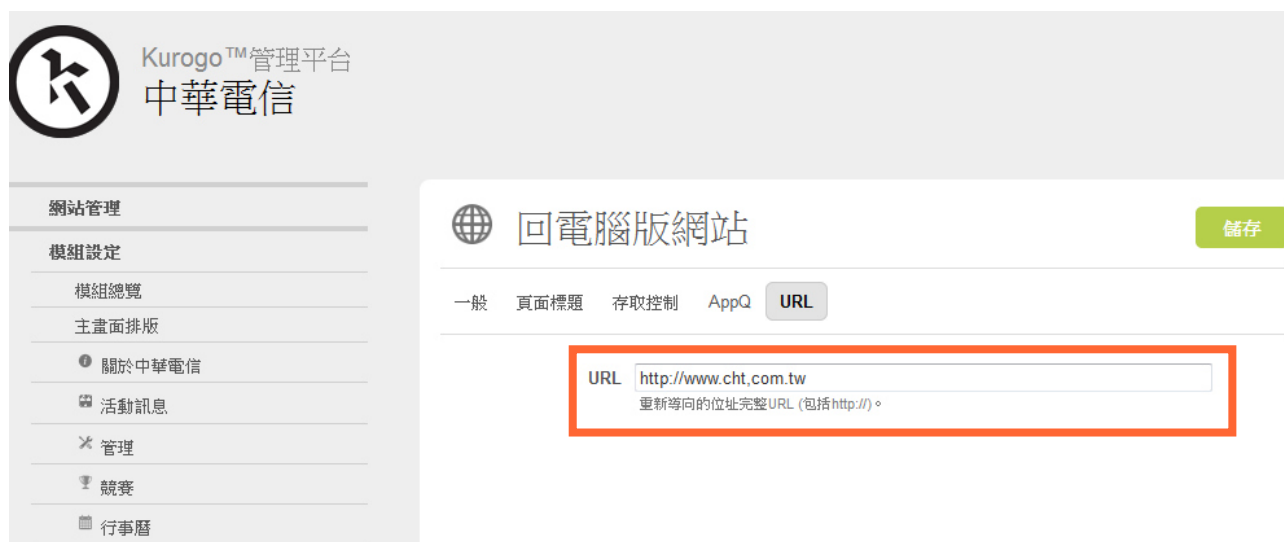 Kurogo™管理平台
中華電信
網站管理
模組設定
模組總覽
主畫面排版
關於中華電信
活動訊息
管理
競賽
行事曆
回電腦版網站
儲存
一般 頁面標題 存取控制 AppQ URL
URL http://www.cht,com.tw
重新導向的位址完整URL (包括http://)。